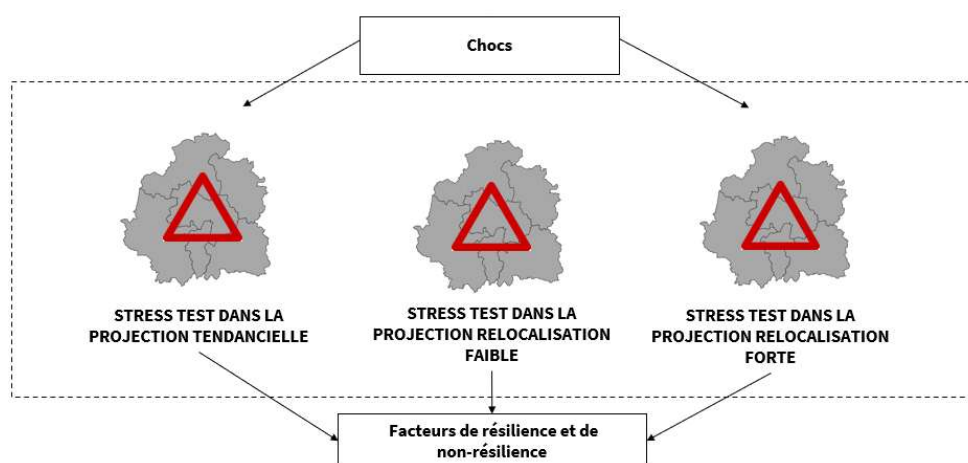 Chocs
STRESS TEST DANS LA
PROJECTION TENDANCIELLE
STRESS TEST DANS LA
PROJECTION RELOCALISATION
FAIBLE
STRESS TEST DANS LA
PROJECTION RELOCALISATION
FORTE
Facteurs de résilience et de
non-résilience